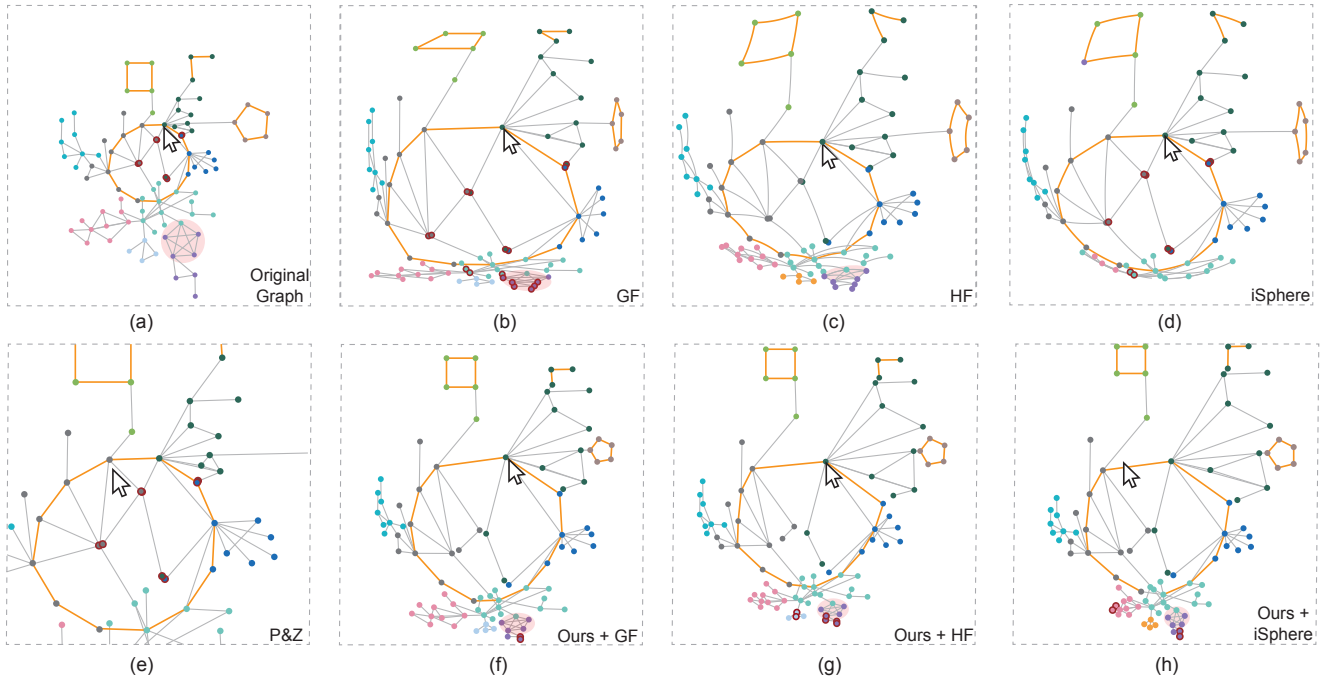 Original
Graph
GF
HF
iSphere
(a)
(b)
(c)
(d)
P&Z
Ours + GF
Ours + HF
Ours +
iSphere
(e)
(f)
(g)
(h)